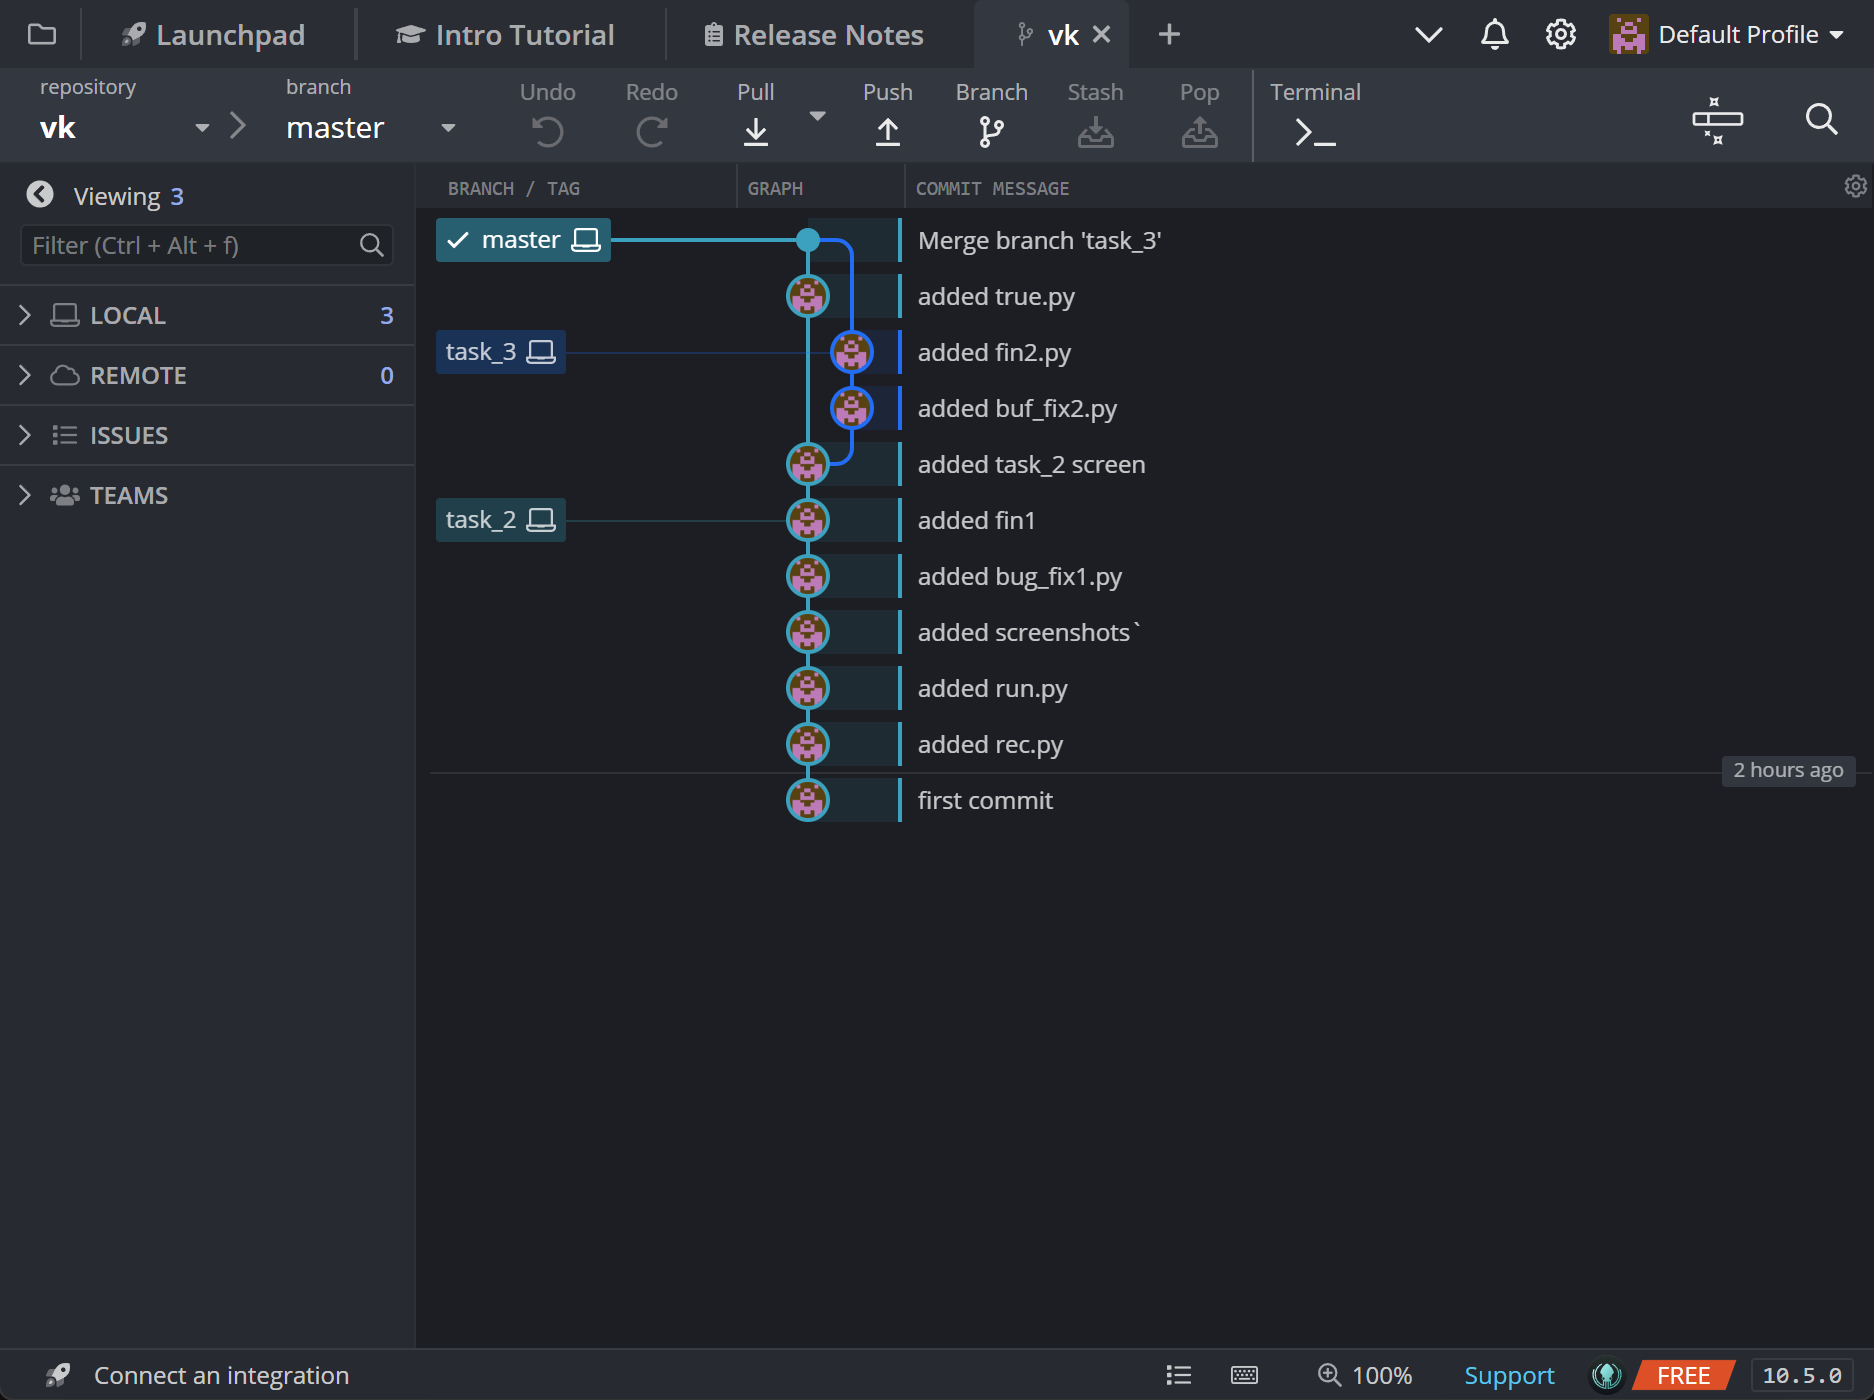 Launchpad
Intro Tutorial
Release Notes
vk
Default Profile
repository
vk
branch
master
Undo
Redo
Pull
Push
Branch
Stash
Pop
Terminal
Viewing 3
Filter (Ctrl + Alt + f)
LOCAL 3
REMOTE 0
ISSUES
TEAMS
BRANCH / TAG
GRAPH
COMMIT MESSAGE
master
Merge branch 'task_3'
added true.py
task_3
added fin2.py
added buf_fix2.py
added task_2 screen
task_2
added fin1
added bug_fix1.py
added screenshots`
added run.py
added rec.py
2 hours ago
first commit
Connect an integration
100%
Support
FREE
10.5.0